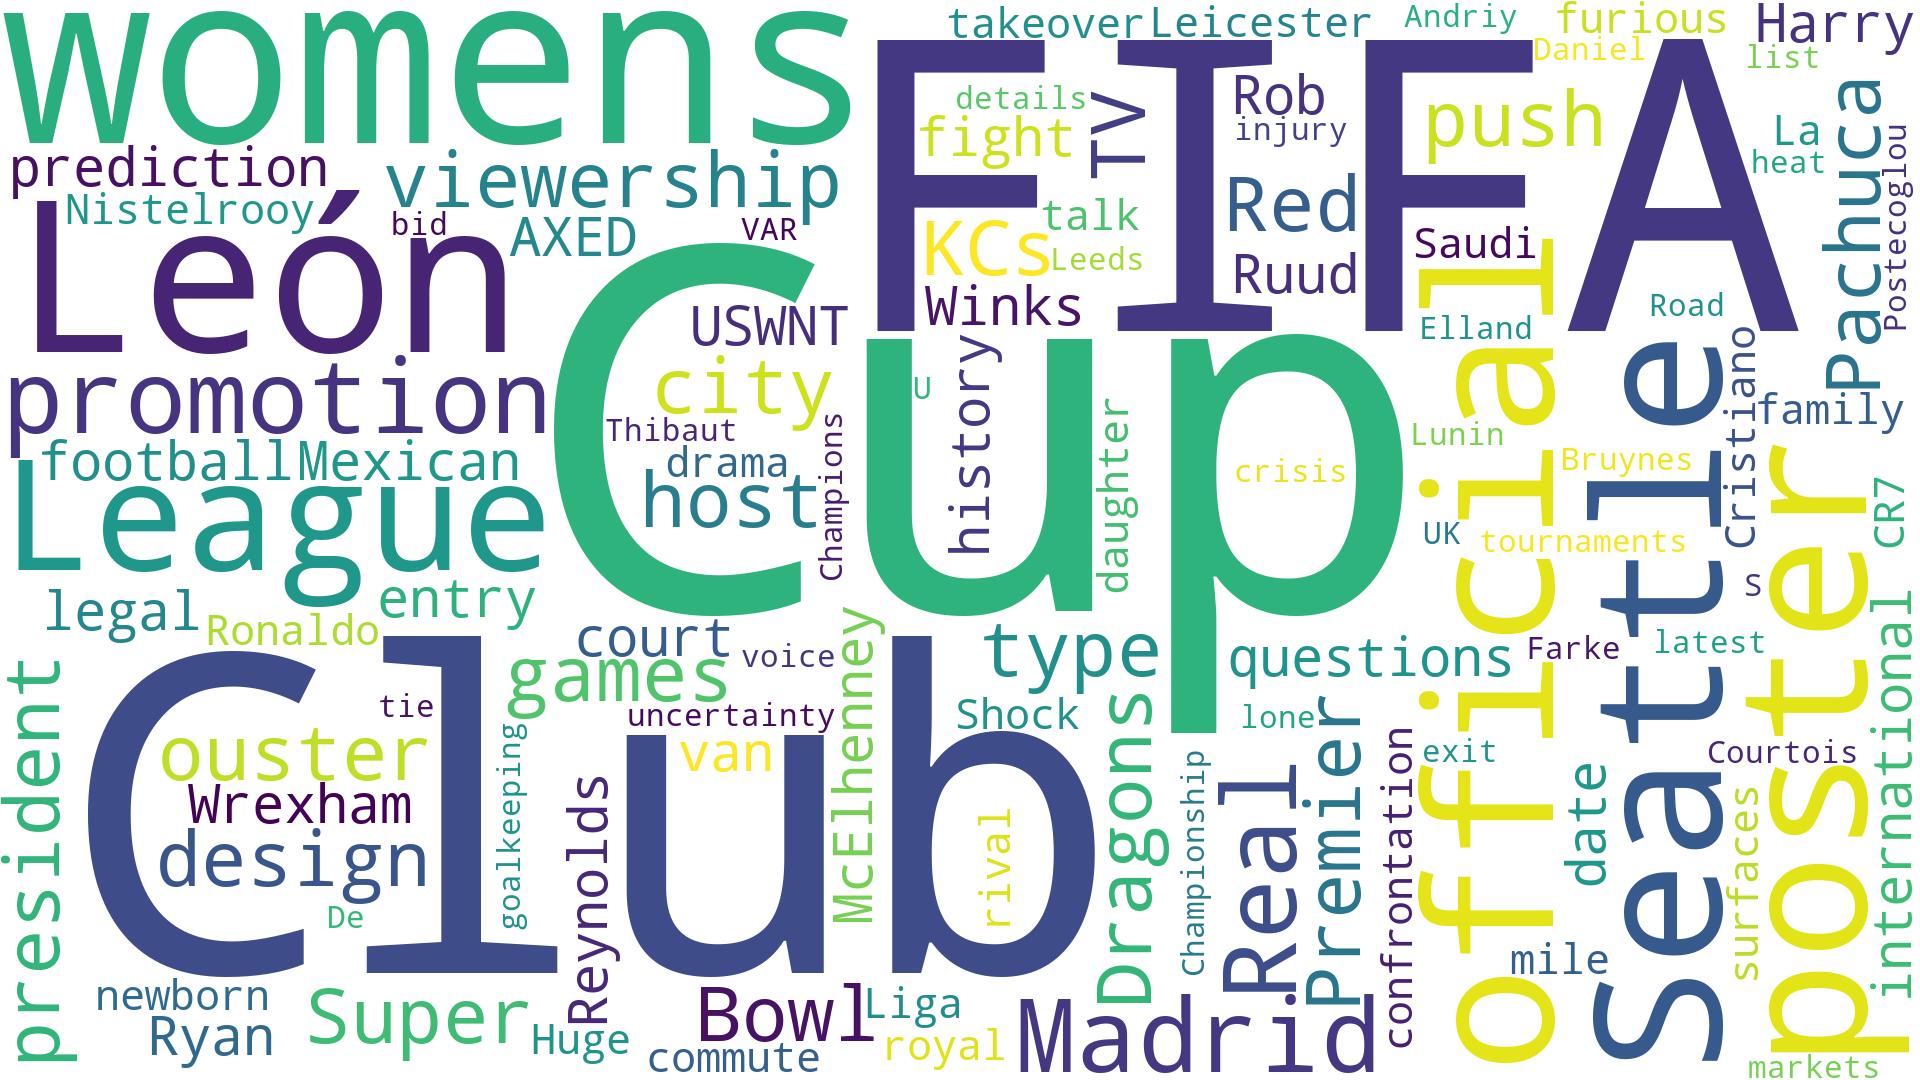 womens
FIFA
takeover
Leicester
Andriy
furious
Harry
Daniel
list
details
TV
Rob
push
La
fight
injury
heat
Pachuca
Postecoglou
prediction
viewership
Nistelrooy
bid
AXED
VAR
talk
Red
KCs
Leeds
Ruud
Saudi
León
Winks
USWNT
Elland
Road
promotion
city
U
history
daughter
Cup
official
Seattle
Cristiano
family
Thibaut
Champions
Lunin
football
Mexican
drama
host
crisis
Bruynes
poster
CR7
League
UK
tournaments
S
legal
entry
Ronaldo
court
voice
type
questions
Farke
latest
international
president
games
McElhenney
tie
uncertainty
Shock
lone
ouster
van
Dragons
exit
Courtois
Wrexham
goalkeeping
Reynolds
Club
rival
Championship
Real
Premier
confrontation
date
surfaces
design
De
mile
newborn
Super
Bowl
Liga
Madrid
Ryan
Huge
commute
royal
markets